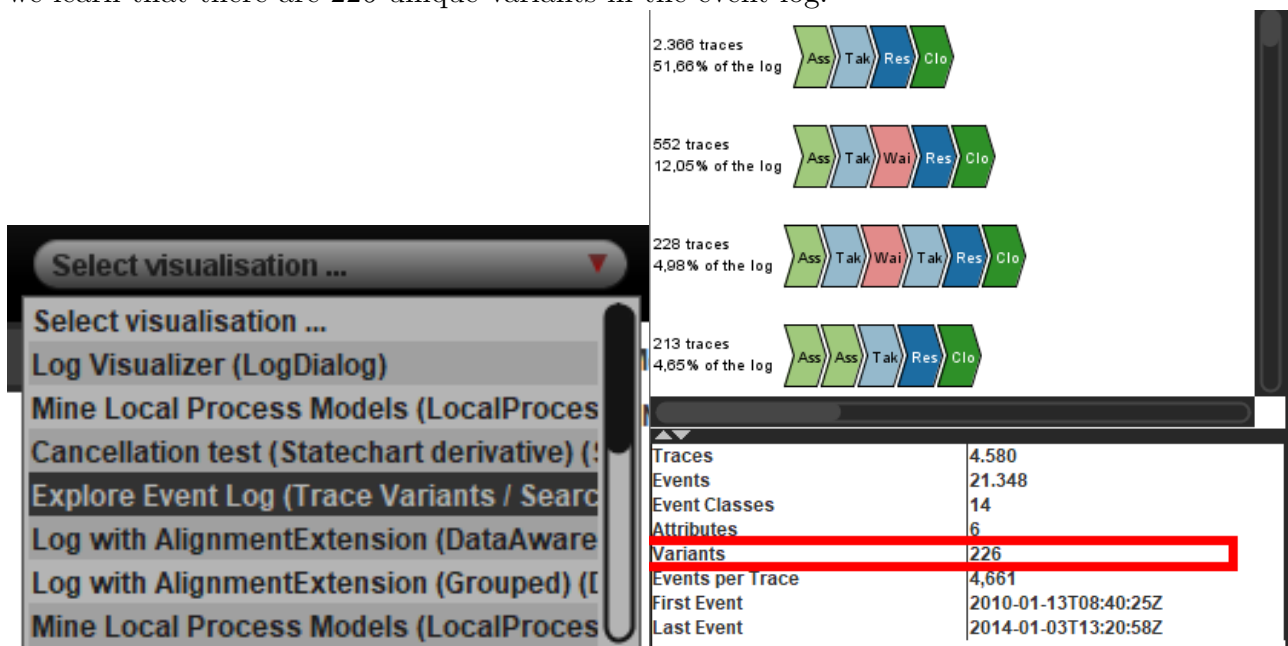 we learn that there are 226 unique variants in the event log.
Select visualisation ...
Select visualisation ...
Log Visualizer (LogDialog)
Mine Local Process Models (LocalProces
Cancellation test (Statechart derivative) (
Explore Event Log (Trace Variants / Searc
Log with AlignmentExtension (DataAware
Log with AlignmentExtension (Grouped) (
Mine Local Process Models (LocalProces
2.366 traces
51,66% of the log
Ass Tak Res Clo
552 traces
12,05% of the log
Ass Tak Wai Res Clo
228 traces
4,98% of the log
Ass Tak Wai Tak Res Clo
213 traces
4,65% of the log
Ass Ass Tak Res Clo
Traces 4.580
Events 21.348
Event Classes 14
Attributes 6
Variants 226
Events per Trace 4,661
First Event 2010-01-13T08:40:25Z
Last Event 2014-01-03T13:20:58Z